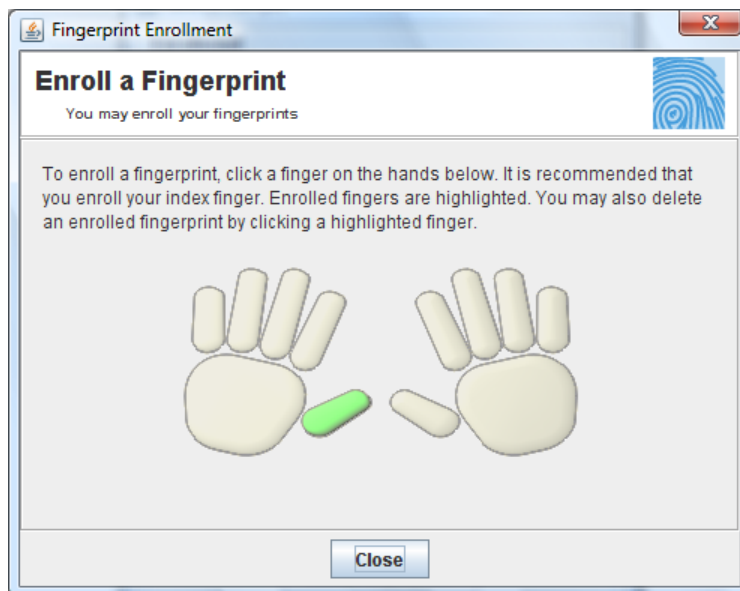 Fingerprint Enrollment
Enroll a Fingerprint
You may enroll your fingerprints
To enroll a fingerprint, click a finger on the hands below. It is recommended that
you enroll your index finger. Enrolled fingers are highlighted. You may also delete
an enrolled fingerprint by clicking a highlighted finger.
Close